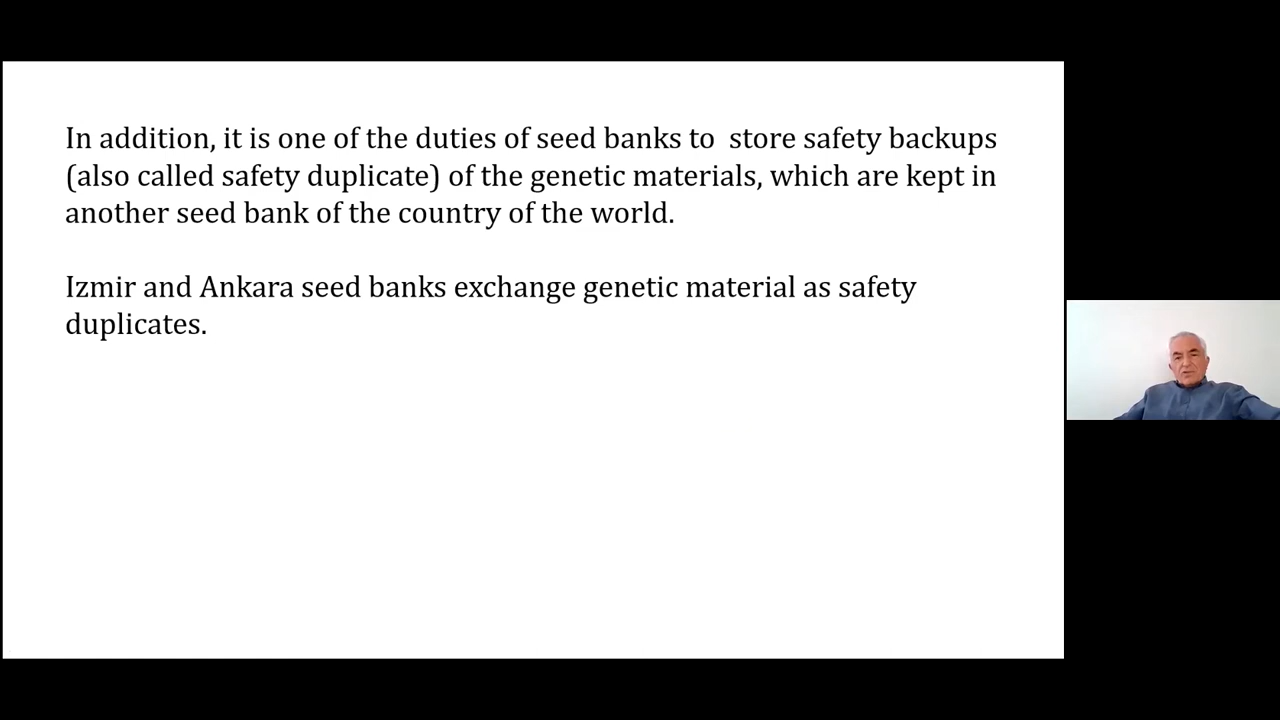 In addition, it is one of the duties of seed banks to  store safety backups
(also called safety duplicate) of the genetic materials, which are kept in
another seed bank of the country of the world.
Izmir and Ankara seed banks exchange genetic material as safety
duplicates.